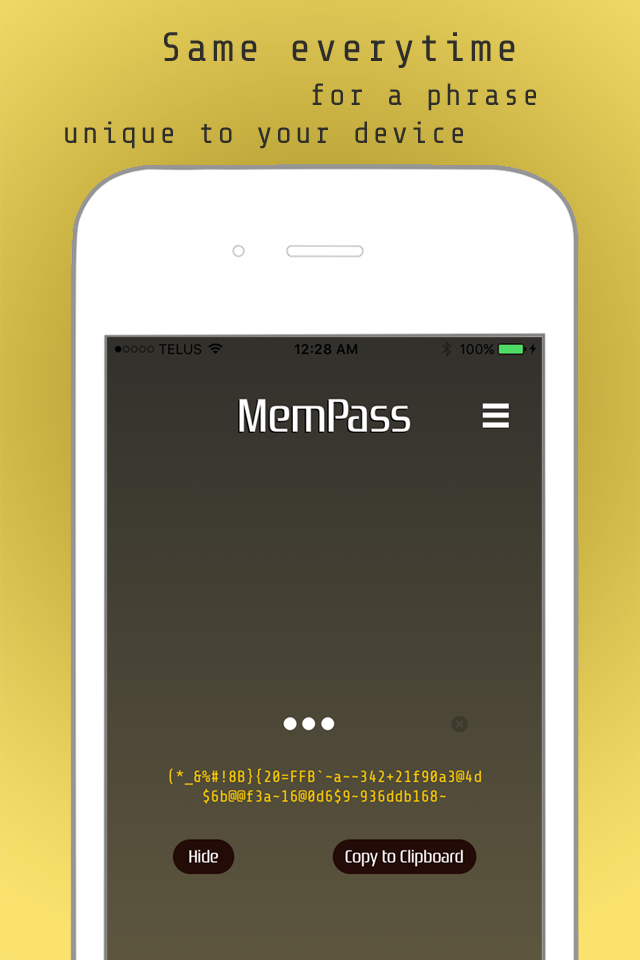 Same everytime
for a phrase
unique to your device
TELUS 12:28 AM 100%
MemPass
(*_&%#!8B}{20=FFB`~a~~342+21f90a3@4d
$6b@@f3a~16@0d6$9~936ddb168~
Hide Copy to Clipboard